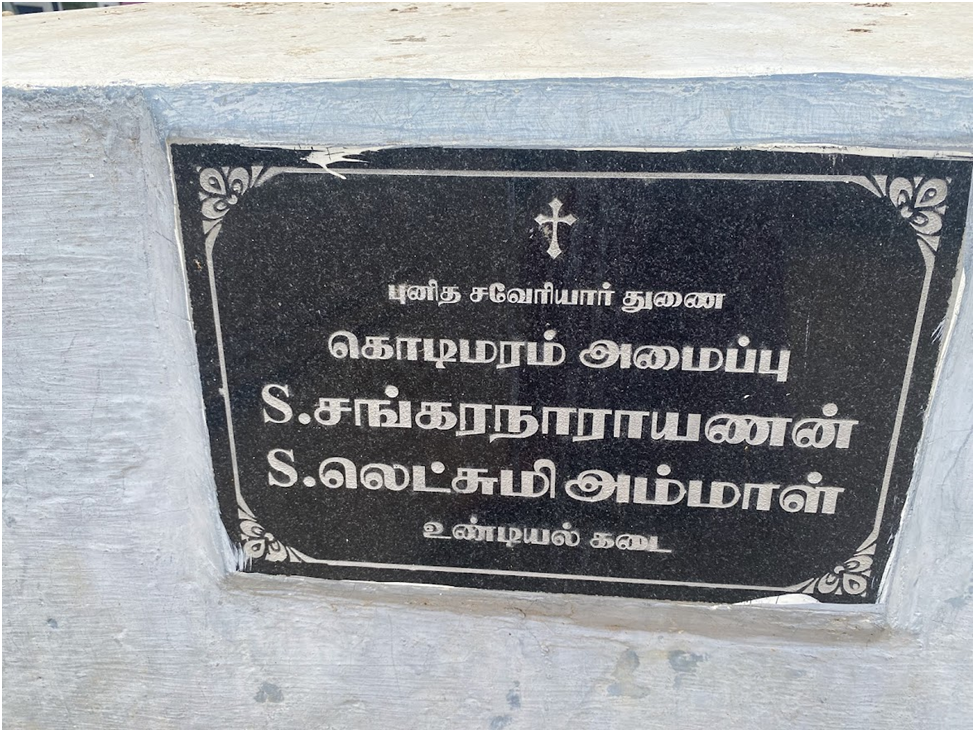 புனித சவேரியார் துணை
கொடிமரம் அமைப்பு
S.சங்கரநாராயணன்
S.லெட்சுமி அம்மாள்
உண்டியல் கடை